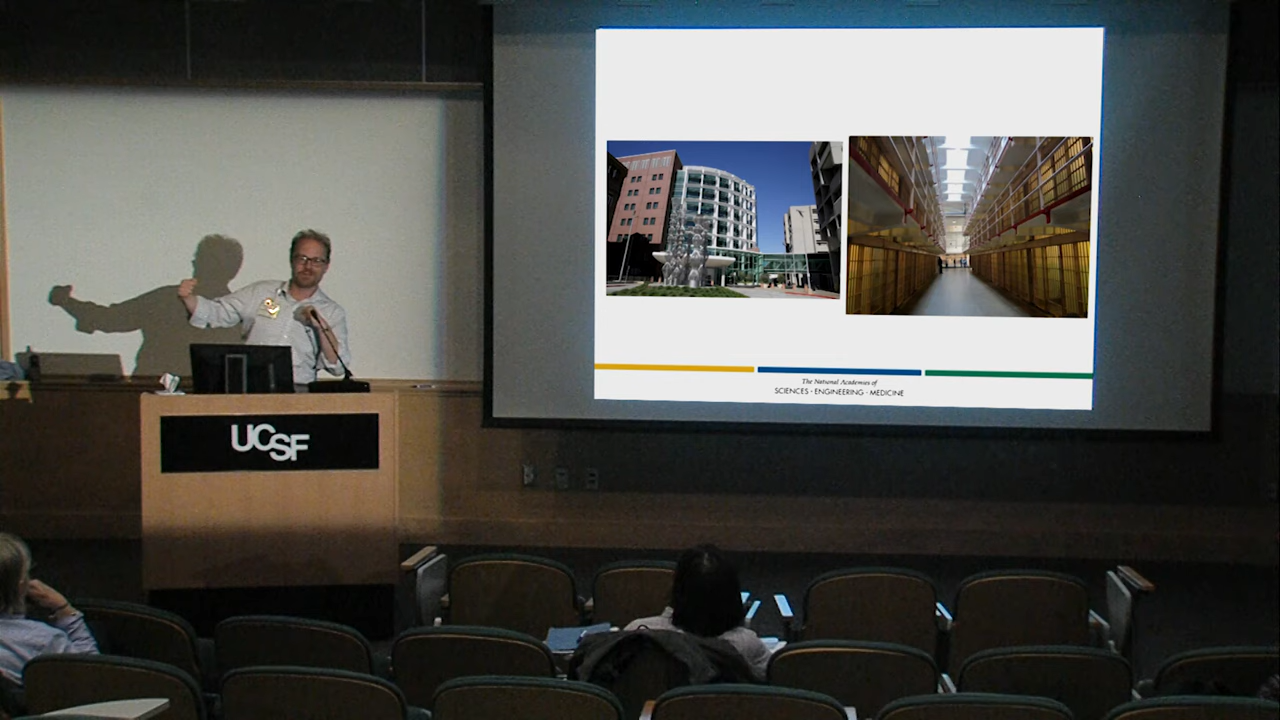 UCSF
The National Academies of
SCIENCES · ENGINEERING · MEDICINE